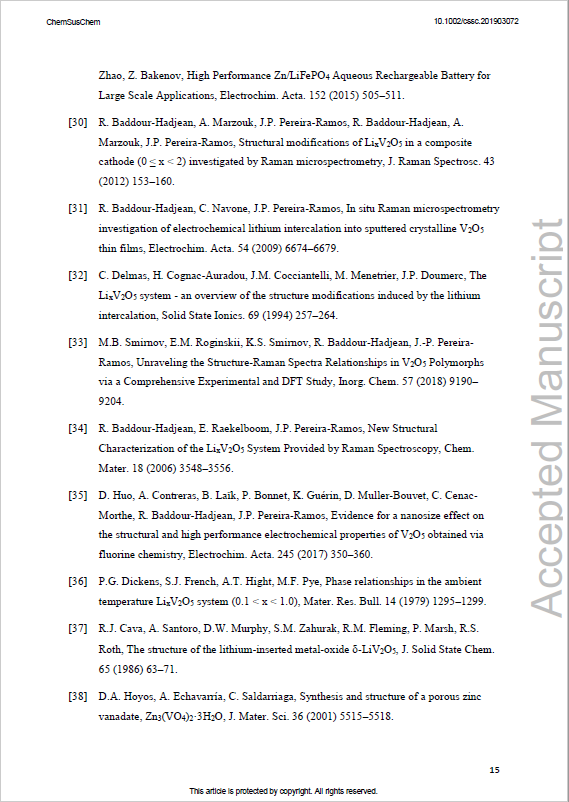 ChemSusChem
10.1002/cssc.201903072
Zhao, Z. Bakenov, High Performance Zn/LiFePO4 Aqueous Rechargeable Battery for
Large Scale Applications, Electrochim. Acta. 152 (2015) 505–511.
[30] R. Baddour-Hadjean, A. Marzouk, J.P. Pereira-Ramos, R. Baddour-Hadjean, A.
Marzouk, J.P. Pereira-Ramos, Structural modifications of LixV2O5 in a composite
cathode (0 ≤ x < 2) investigated by Raman microspectrometry, J. Raman Spectrosc. 43
(2012) 153–160.
[31] R. Baddour-Hadjean, C. Navone, J.P. Pereira-Ramos, In situ Raman microspectrometry
investigation of electrochemical lithium intercalation into sputtered crystalline V2O5
thin films, Electrochim. Acta. 54 (2009) 6674–6679.
[32] C. Delmas, H. Cognac-Auradou, J.M. Cocciantelli, M. Menetrier, J.P. Doumerc, The
LixV2O5 system - an overview of the structure modifications induced by the lithium
intercalation, Solid State Ionics. 69 (1994) 257–264.
[33] M.B. Smirnov, E.M. Roginskii, K.S. Smirnov, R. Baddour-Hadjean, J.-P. Pereira-
Ramos, Unraveling the Structure-Raman Spectra Relationships in V2O5 Polymorphs
via a Comprehensive Experimental and DFT Study, Inorg. Chem. 57 (2018) 9190–
9204.
[34] R. Baddour-Hadjean, E. Raekelboom, J.P. Pereira-Ramos, New Structural
Characterization of the LixV2O5 System Provided by Raman Spectroscopy, Chem.
Mater. 18 (2006) 3548–3556.
[35] D. Huo, A. Contreras, B. Laïk, P. Bonnet, K. Guérin, D. Muller-Bouvet, C. Cenac-
Morthe, R. Baddour-Hadjean, J.P. Pereira-Ramos, Evidence for a nanosize effect on
the structural and high performance electrochemical properties of V2O5 obtained via
fluorine chemistry, Electrochim. Acta. 245 (2017) 350–360.
[36] P.G. Dickens, S.J. French, A.T. Hight, M.F. Pye, Phase relationships in the ambient
temperature LixV2O5 system (0.1 < x < 1.0), Mater. Res. Bull. 14 (1979) 1295–1299.
[37] R.J. Cava, A. Santoro, D.W. Murphy, S.M. Zahurak, R.M. Fleming, P. Marsh, R.S.
Roth, The structure of the lithium-inserted metal-oxide δ-LiV2O5, J. Solid State Chem.
65 (1986) 63–71.
[38] D.A. Hoyos, A. Echavarría, C. Saldarriaga, Synthesis and structure of a porous zinc
vanadate, Zn3(VO4)2·3H2O, J. Mater. Sci. 36 (2001) 5515–5518.
Accepted Manuscript
15
This article is protected by copyright. All rights reserved.